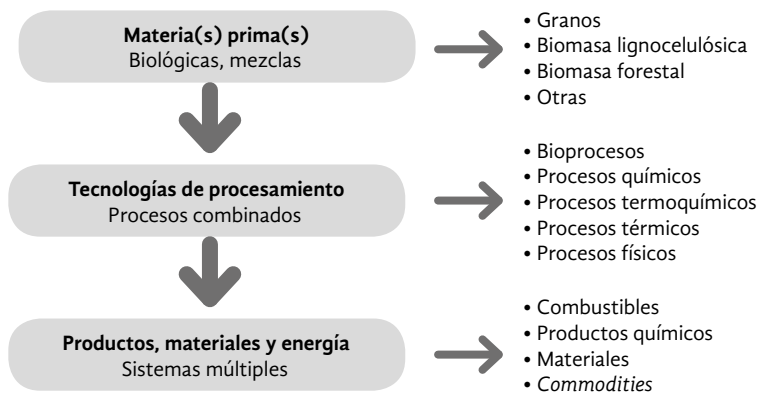 Materia(s) prima(s)
Biológicas, mezclas
• Granos
• Biomasa lignocelulósica
• Biomasa forestal
• Otras
Tecnologías de procesamiento
Procesos combinados
• Bioprocesos
• Procesos químicos
• Procesos termoquímicos
• Procesos térmicos
• Procesos físicos
Productos, materiales y energía
Sistemas múltiples
• Combustibles
• Productos químicos
• Materiales
• Commodities